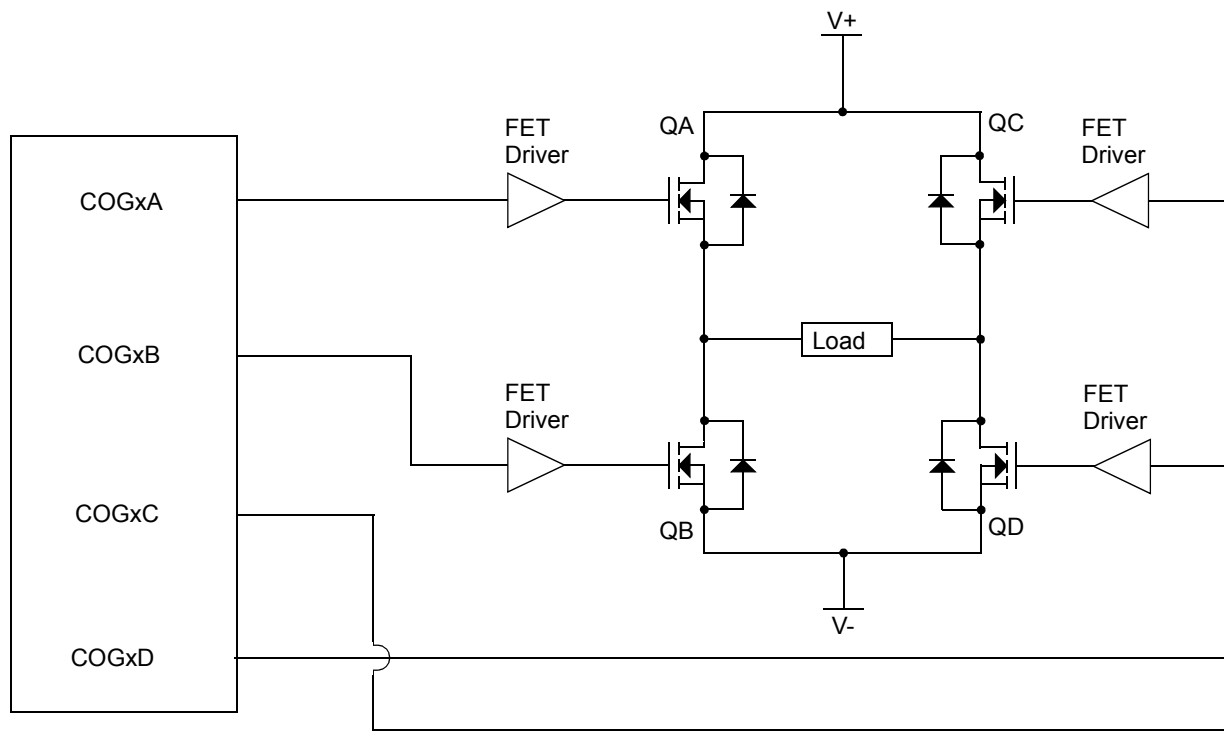 V+
QA
QC
FET
Driver
FET
Driver
COGxA
COGxB
Load
FET
Driver
FET
Driver
COGxC
QB
QD
V-
COGxD